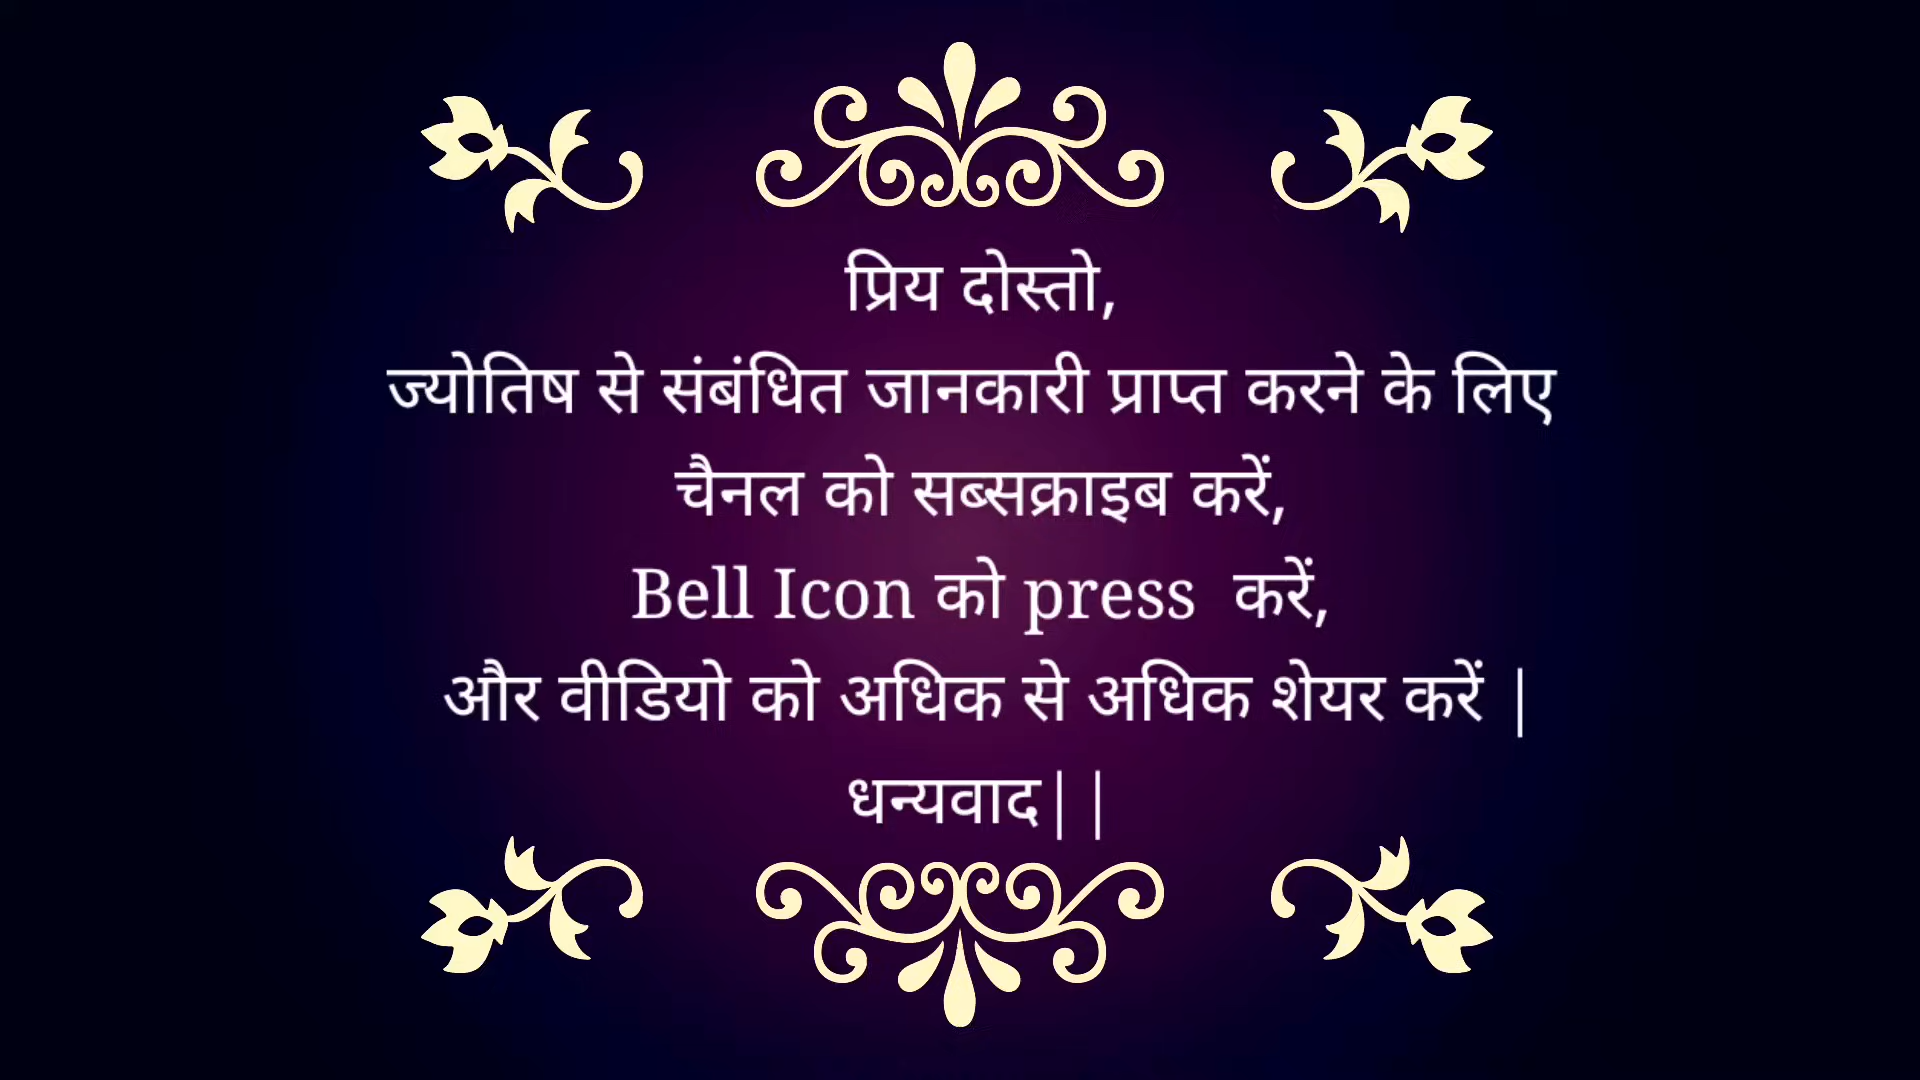 प्रिय दोस्तो,
ज्योतिष से संबंधित जानकारी प्राप्त करने के लिए
चैनल को सब्सक्राइब करें,
Bell Icon को press  करें,
और वीडियो को अधिक से अधिक शेयर करें |
धन्यवाद||